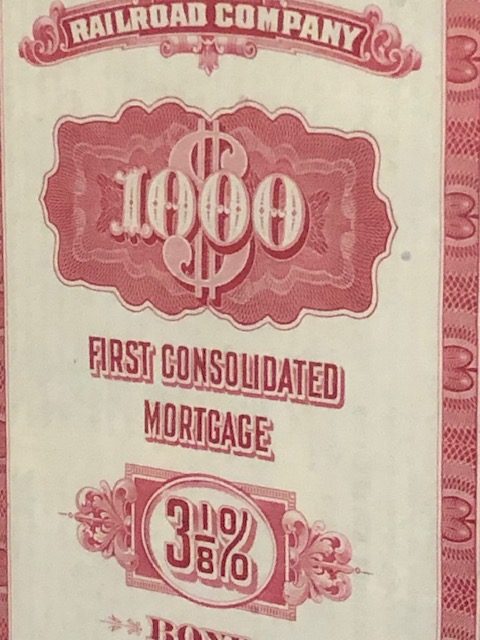 RAILROAD COMPANY
$1000
FIRST CONSOLIDATED
MORTGAGE
3 1/8 %